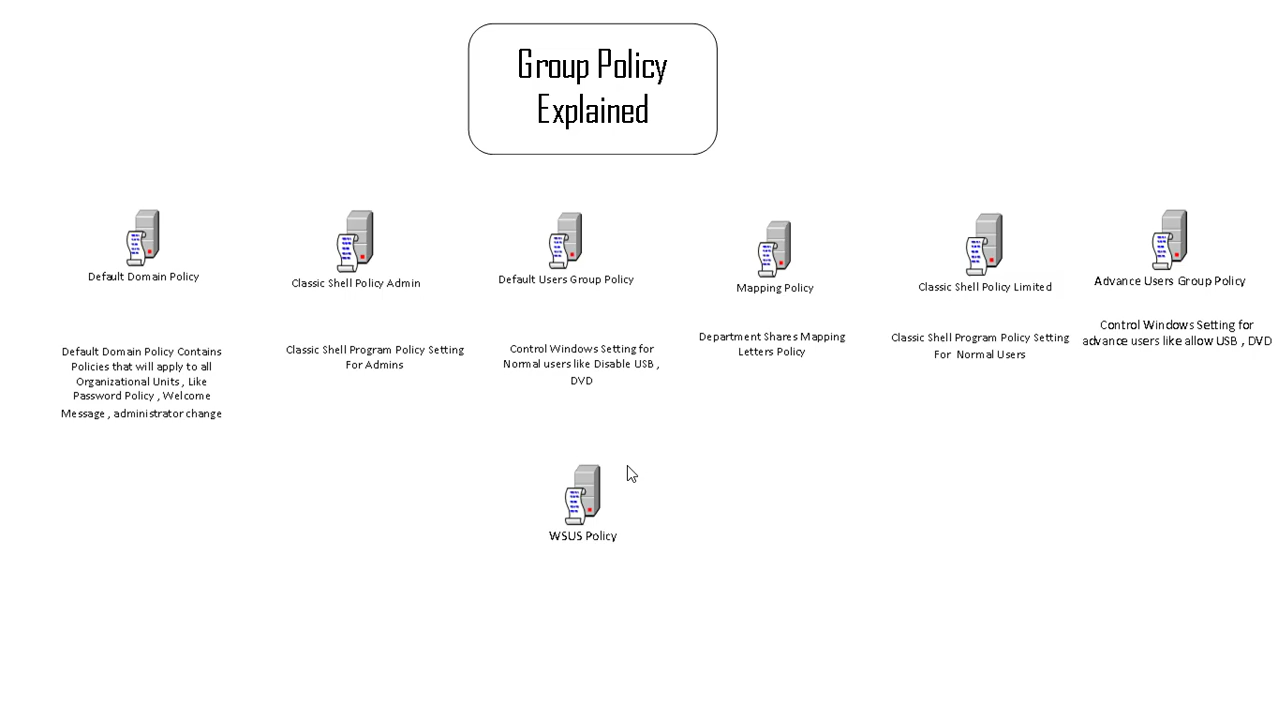 Group Policy
Explained
Default Domain Policy
Classic Shell Policy Admin
Default Users Group Policy
Mapping Policy
Classic Shell Policy Limited
Advance Users Group Policy
Default Domain Policy Contains
Policies that will apply to all
Organizational Units , Like
Password Policy , Welcome
Message , administrator change
Classic Shell Program Policy Setting
For Admins
Control Windows Setting for
Normal users like Disable USB ,
DVD
Department Shares Mapping
Letters Policy
Classic Shell Program Policy Setting
For Normal Users
Control Windows Setting for
advance users like allow USB , DVD
WSUS Policy